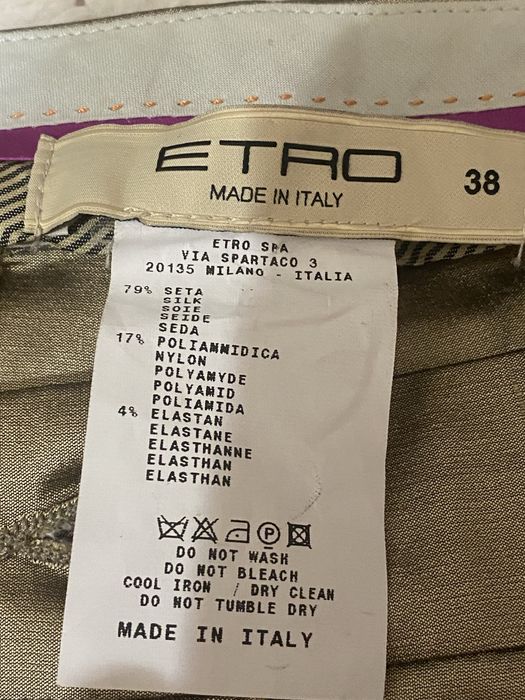 ETRO
MADE IN ITALY
38
ETRO SPA
VIA SPARTACO 3
20135 MILANO - ITALIA
79% SETA
SILK
SOIE
SEIDE
SEDA
17% POLIAMMIDICA
NYLON
POLYAMYDE
POLYAMID
POLIAMIDA
4% ELASTAN
ELASTANE
ELASTHANNE
ELASTHAN
ELASTHAN
P
DO NOT WASH
DO NOT BLEACH
COOL IRON / DRY CLEAN
DO NOT TUMBLE DRY
MADE IN ITALY